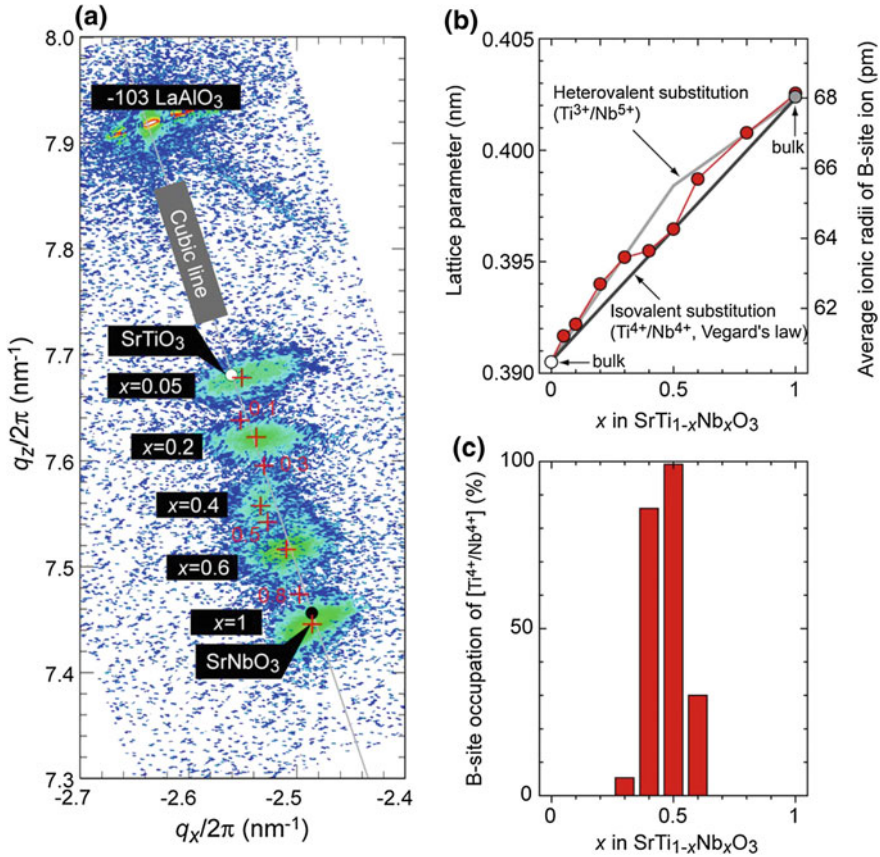 (a)
8.0
7.9
7.8
7.7
7.6
7.5
7.4
7.3
-2.7
-2.6
-2.5
-2.4
qz/2π (nm-1)
qx/2π (nm-1)
-103 LaAlO3
Cubic line
SrTiO3
x=0.05
0.1
x=0.2
0.3
x=0.4
0.5
x=0.6
0.8
x=1
SrNbO3
(b)
0.405
0.400
0.395
0.390
Lattice parameter (nm)
Heterovalent substitution
(Ti3+/Nb5+)
bulk
Isovalent substitution
(Ti4+/Nb4+, Vegard's law)
bulk
68
66
64
62
Average ionic radii of B-site ion (pm)
0
0.5
1
x in SrTi1-xNbxO3
(c)
100
50
0
B-site occupation of [Ti4+/Nb4+] (%)
0
0.5
1
x in SrTi1-xNbxO3